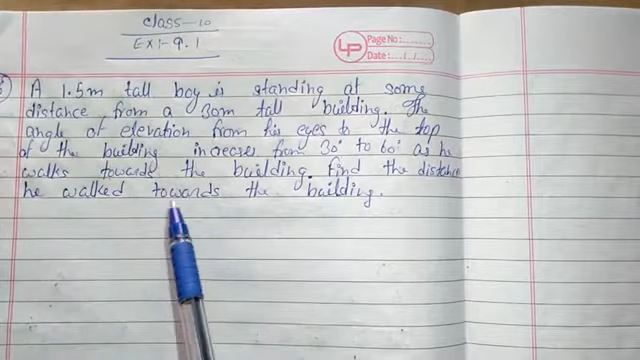 Class-10
Ex:- 9.1
LP Page No:
Date:
A 1.5m tall boy is standing at some
distance from a 30m tall building. The
angle of elevation from his eyes to the top
of the building increases from 30° to 60° as he
walks towards the building. Find the distance
he walked towards the building.